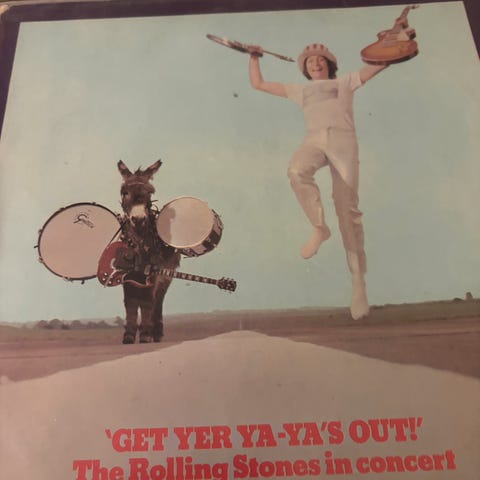 'GET YER YA-YA'S OUT!'
The Rolling Stones in concert